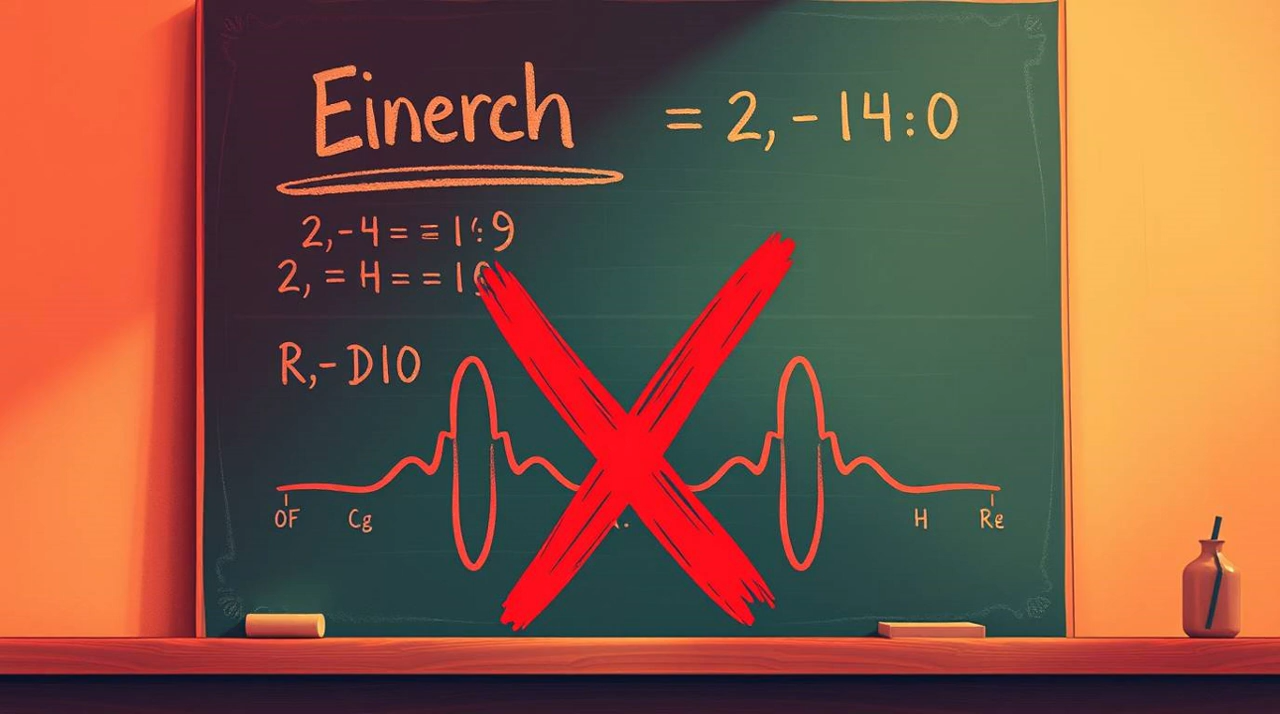 Einerch = 2,-14:0
2,-4 = = 1:9
2, = H = = 1
R,-D10
OF Cg H Re